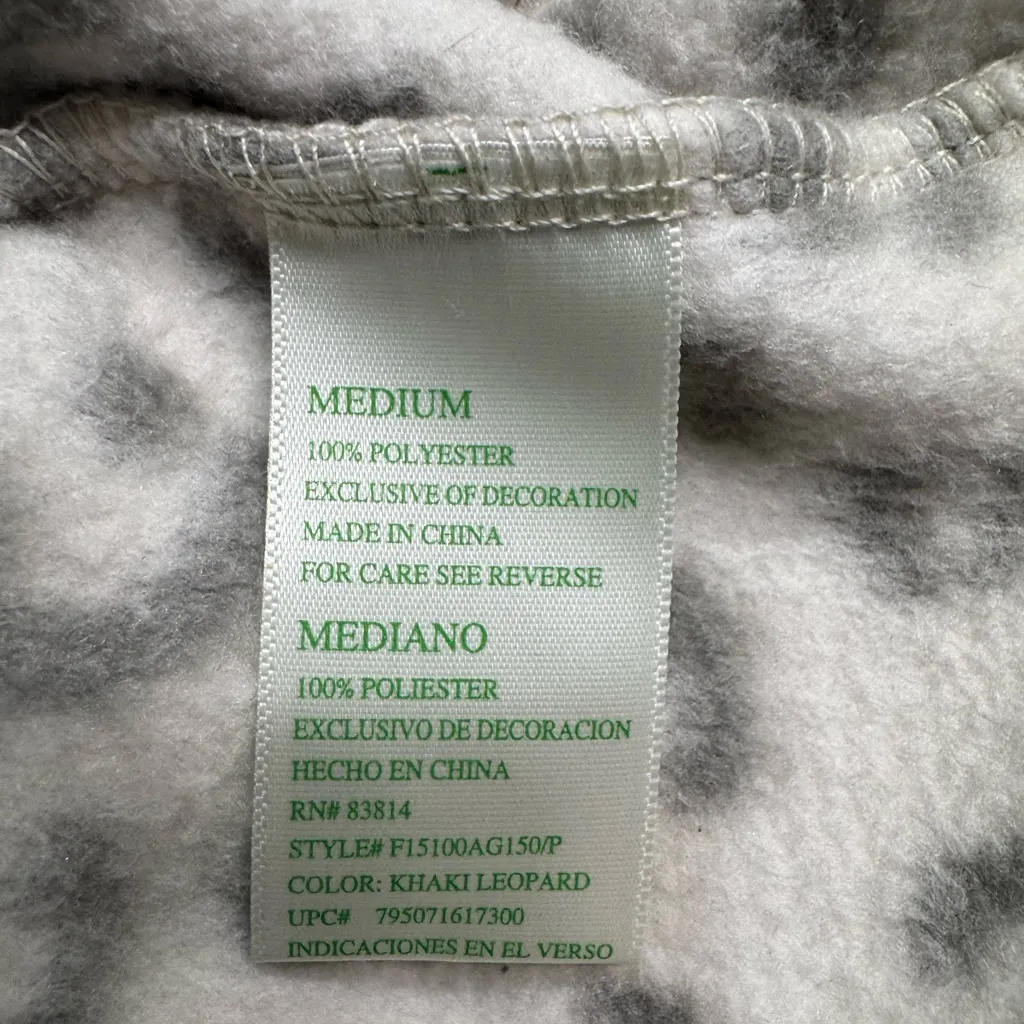 MEDIUM
100% POLYESTER
EXCLUSIVE OF DECORATION
MADE IN CHINA
FOR CARE SEE REVERSE
MEDIANO
100% POLIESTER
EXCLUSIVO DE DECORACION
HECHO EN CHINA
RN# 83814
STYLE# F15100AG150/P
COLOR: KHAKI LEOPARD
UPC# 795071617300
INDICACIONES EN EL VERSO